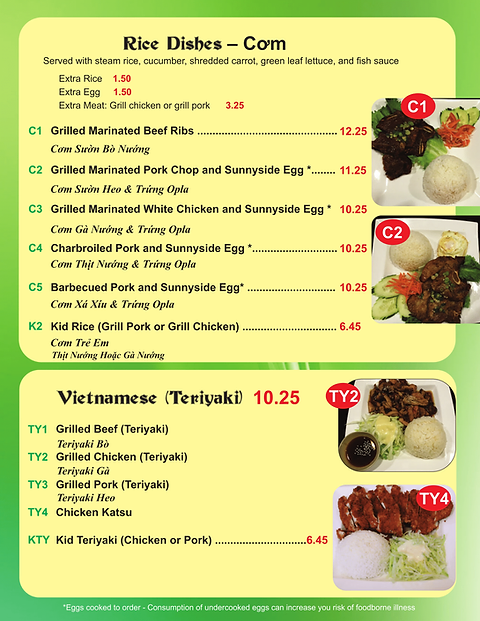 Rice Dishes – Cơm
Served with steam rice, cucumber, shredded carrot, green leaf lettuce, and fish sauce
Extra Rice 1.50
Extra Egg 1.50
Extra Meat: Grill chicken or grill pork 3.25
C1
C1 Grilled Marinated Beef Ribs ............................................... 12.25
Cơm Sườn Bò Nướng
C2 Grilled Marinated Pork Chop and Sunnyside Egg *........ 11.25
Cơm Sườn Heo & Trứng Opla
C3 Grilled Marinated White Chicken and Sunnyside Egg * 10.25
Cơm Gà Nướng & Trứng Opla
C2
C4 Charbroiled Pork and Sunnyside Egg *............................. 10.25
Cơm Thịt Nướng & Trứng Opla
C5 Barbecued Pork and Sunnyside Egg* .............................. 10.25
Cơm Xá Xíu & Trứng Opla
K2 Kid Rice (Grill Pork or Grill Chicken) ............................... 6.45
Cơm Trẻ Em
Thịt Nướng Hoặc Gà Nướng
Vietnamese (Teriyaki) 10.25
TY2
TY1 Grilled Beef (Teriyaki)
Teriyaki Bò
TY2 Grilled Chicken (Teriyaki)
Teriyaki Gà
TY3 Grilled Pork (Teriyaki)
Teriyaki Heo
TY4
TY4 Chicken Katsu
KTY Kid Teriyaki (Chicken or Pork) ...............................6.45
*Eggs cooked to order - Consumption of undercooked eggs can increase you risk of foodborne illness